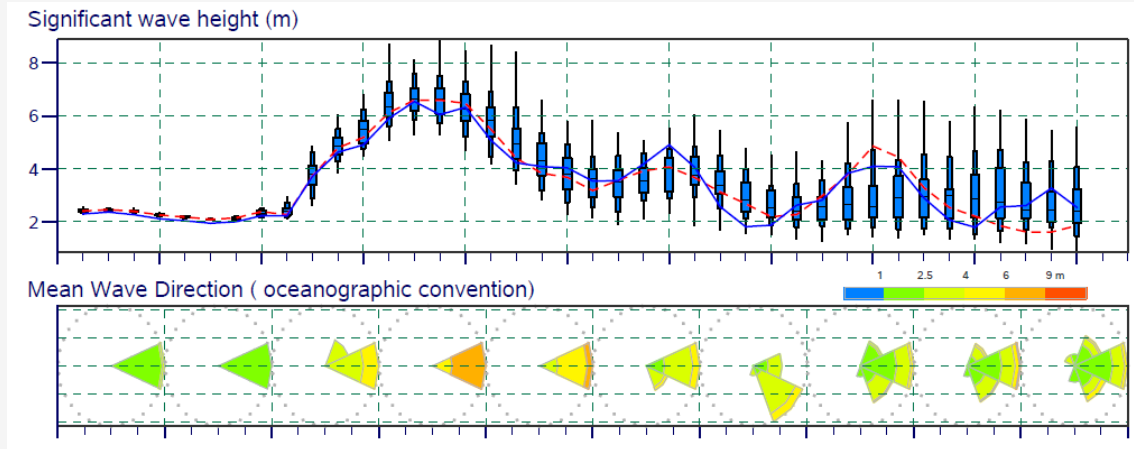 Significant wave height (m)
8
6
4
2
1 2.5 4 6 9 m
Mean Wave Direction ( oceanographic convention)